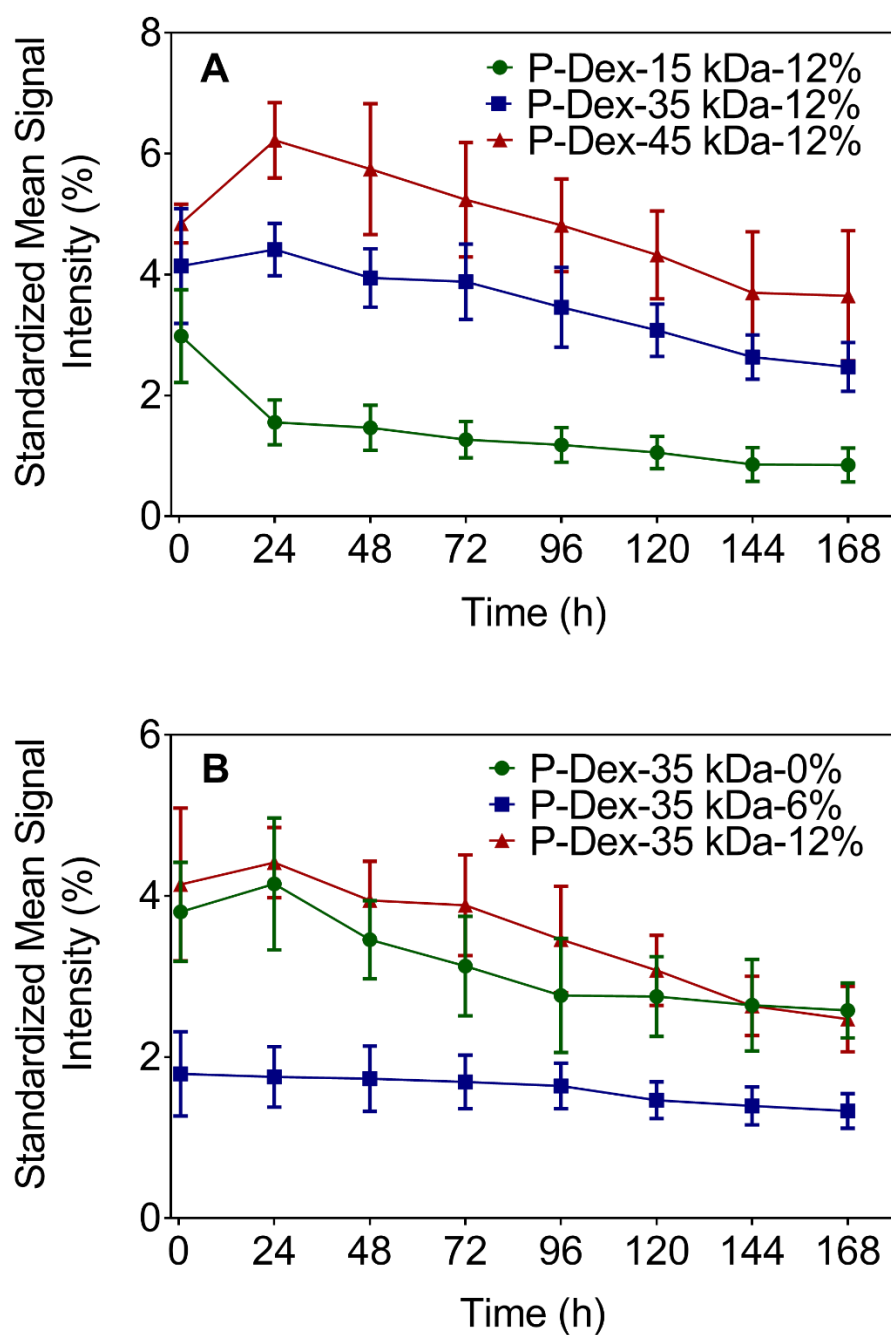 A
P-Dex-15 kDa-12%
P-Dex-35 kDa-12%
P-Dex-45 kDa-12%
Standardized Mean Signal
Intensity (%)
8
6
4
2
0
0 24 48 72 96 120 144 168
Time (h)
B
P-Dex-35 kDa-0%
P-Dex-35 kDa-6%
P-Dex-35 kDa-12%
Standardized Mean Signal
Intensity (%)
6
4
2
0
0 24 48 72 96 120 144 168
Time (h)